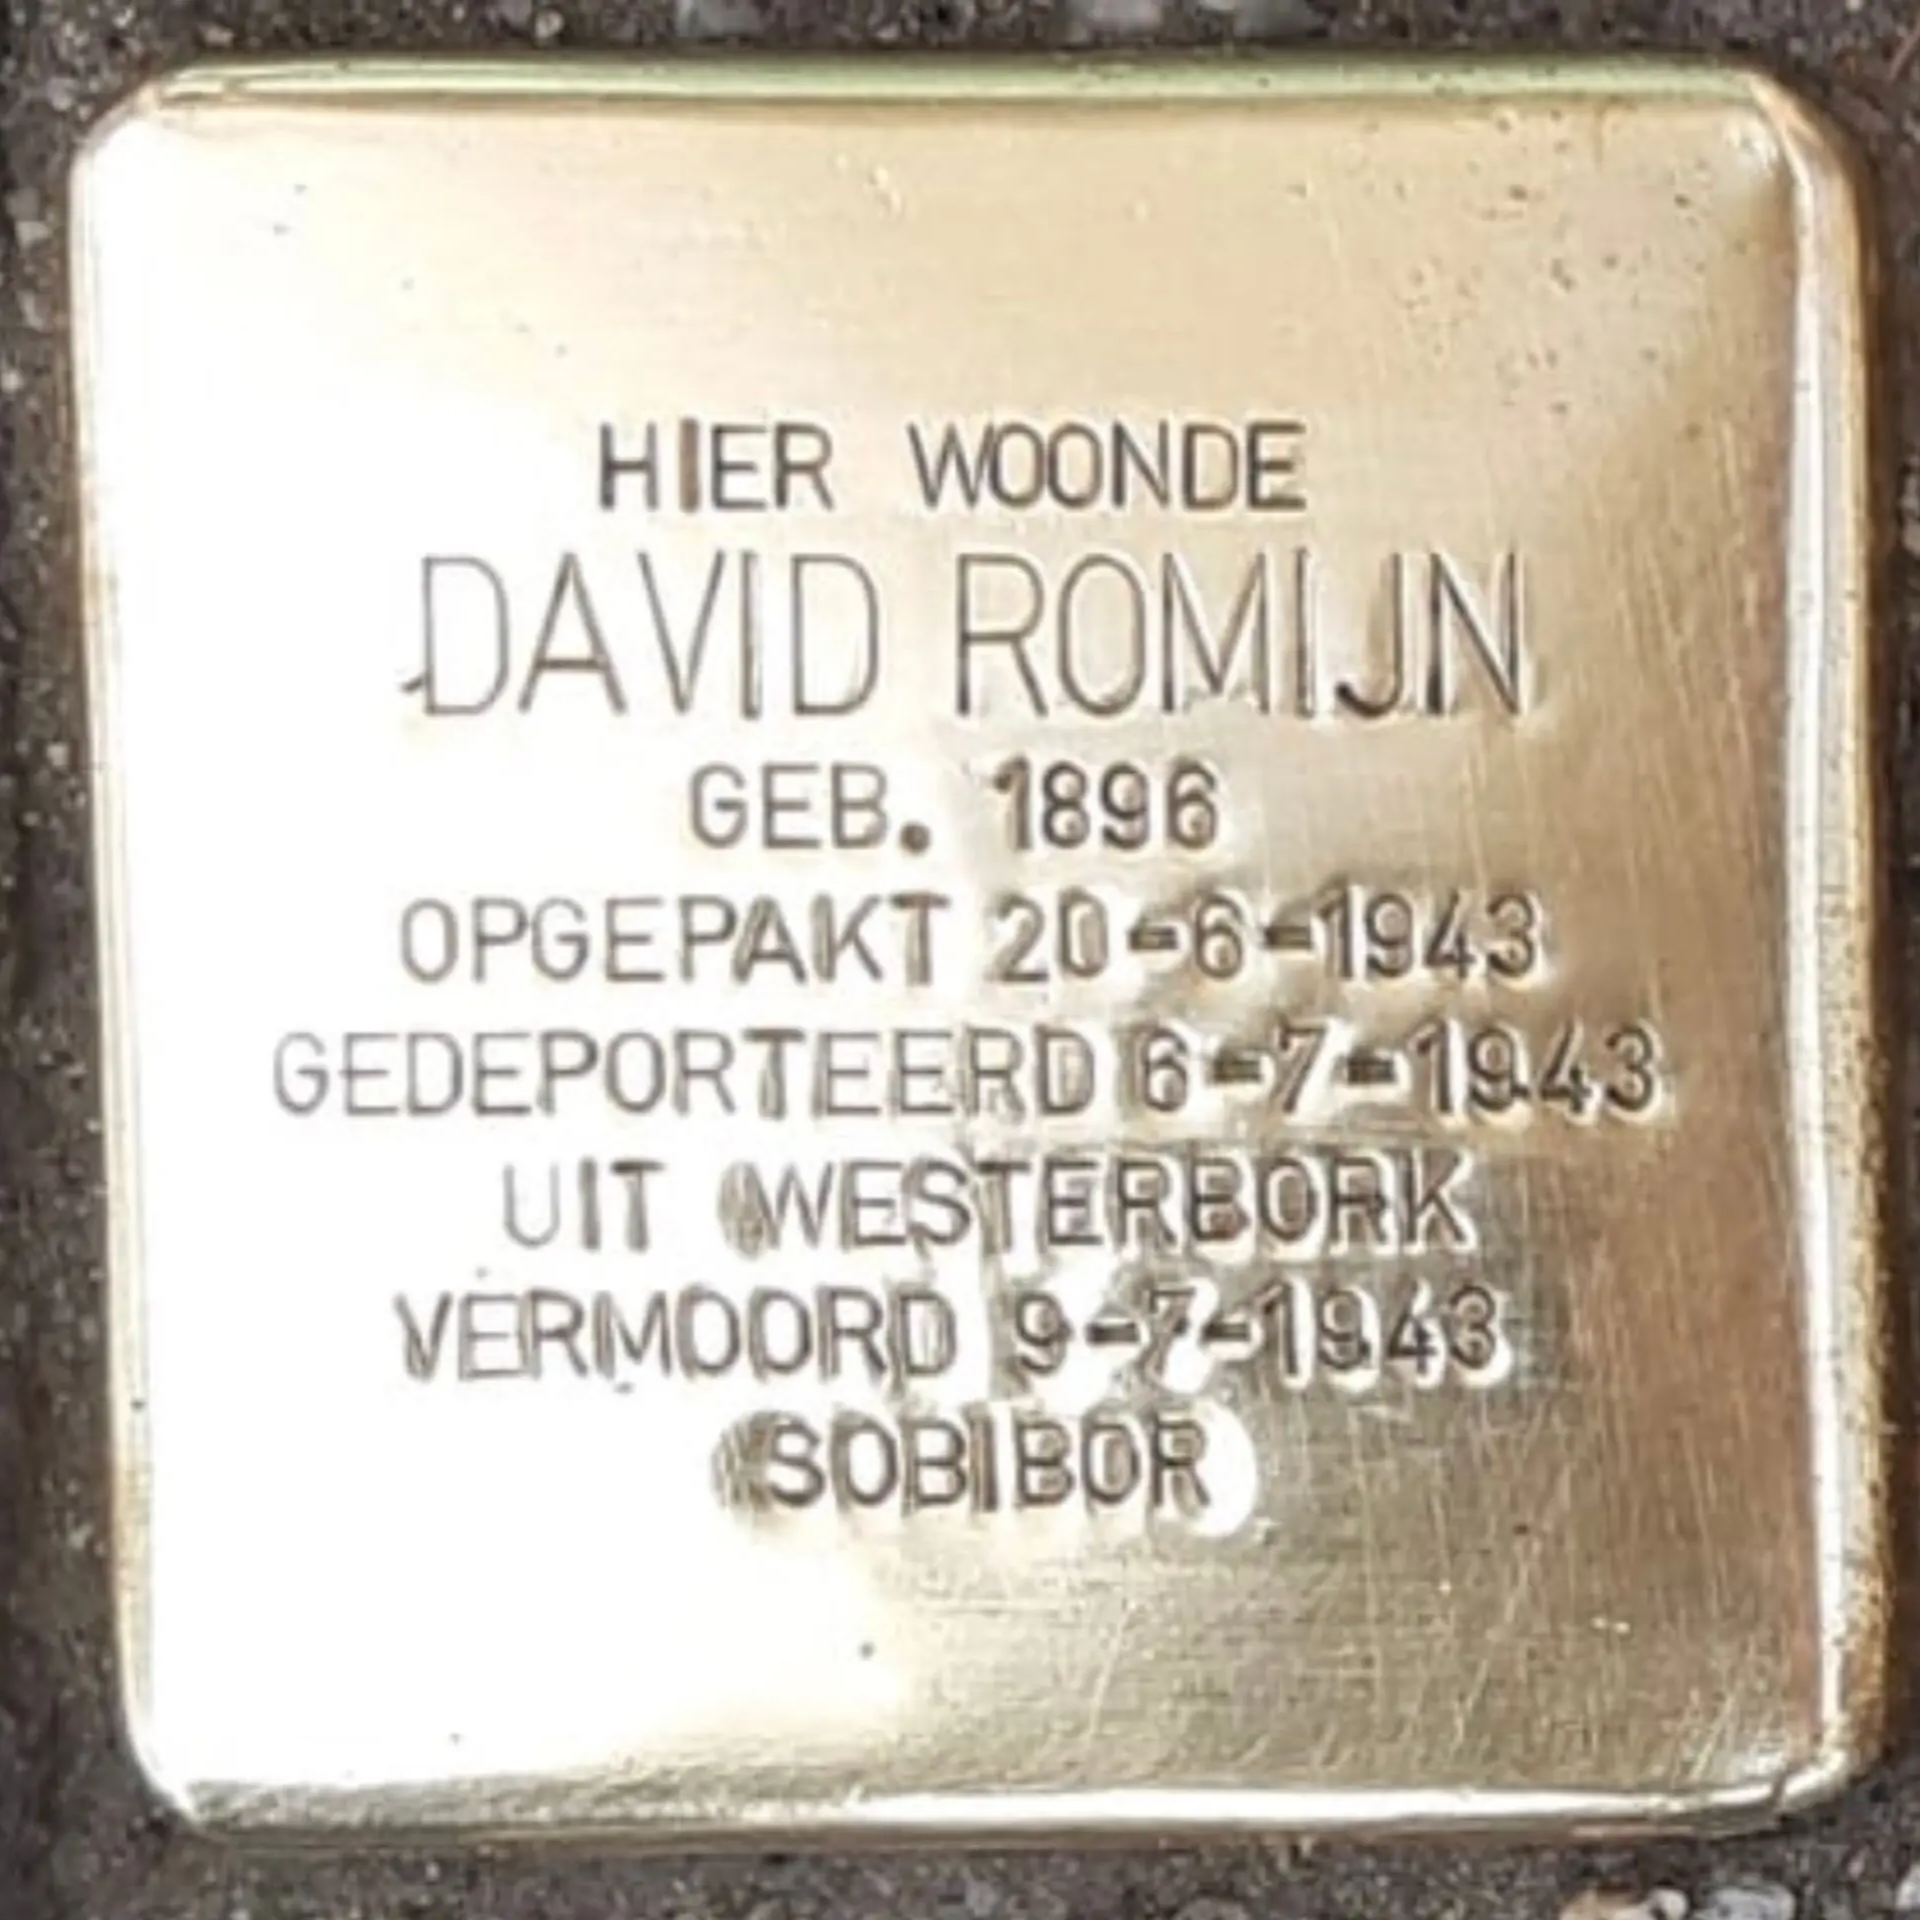 HIER WOONDE
DAVID ROMIJN
GEB. 1896
OPGEPAKT 20-6-1943
GEDEPORTEERD 6-7-1943
UIT WESTERBORK
VERMOORD 9-7-1943
SOBIBOR